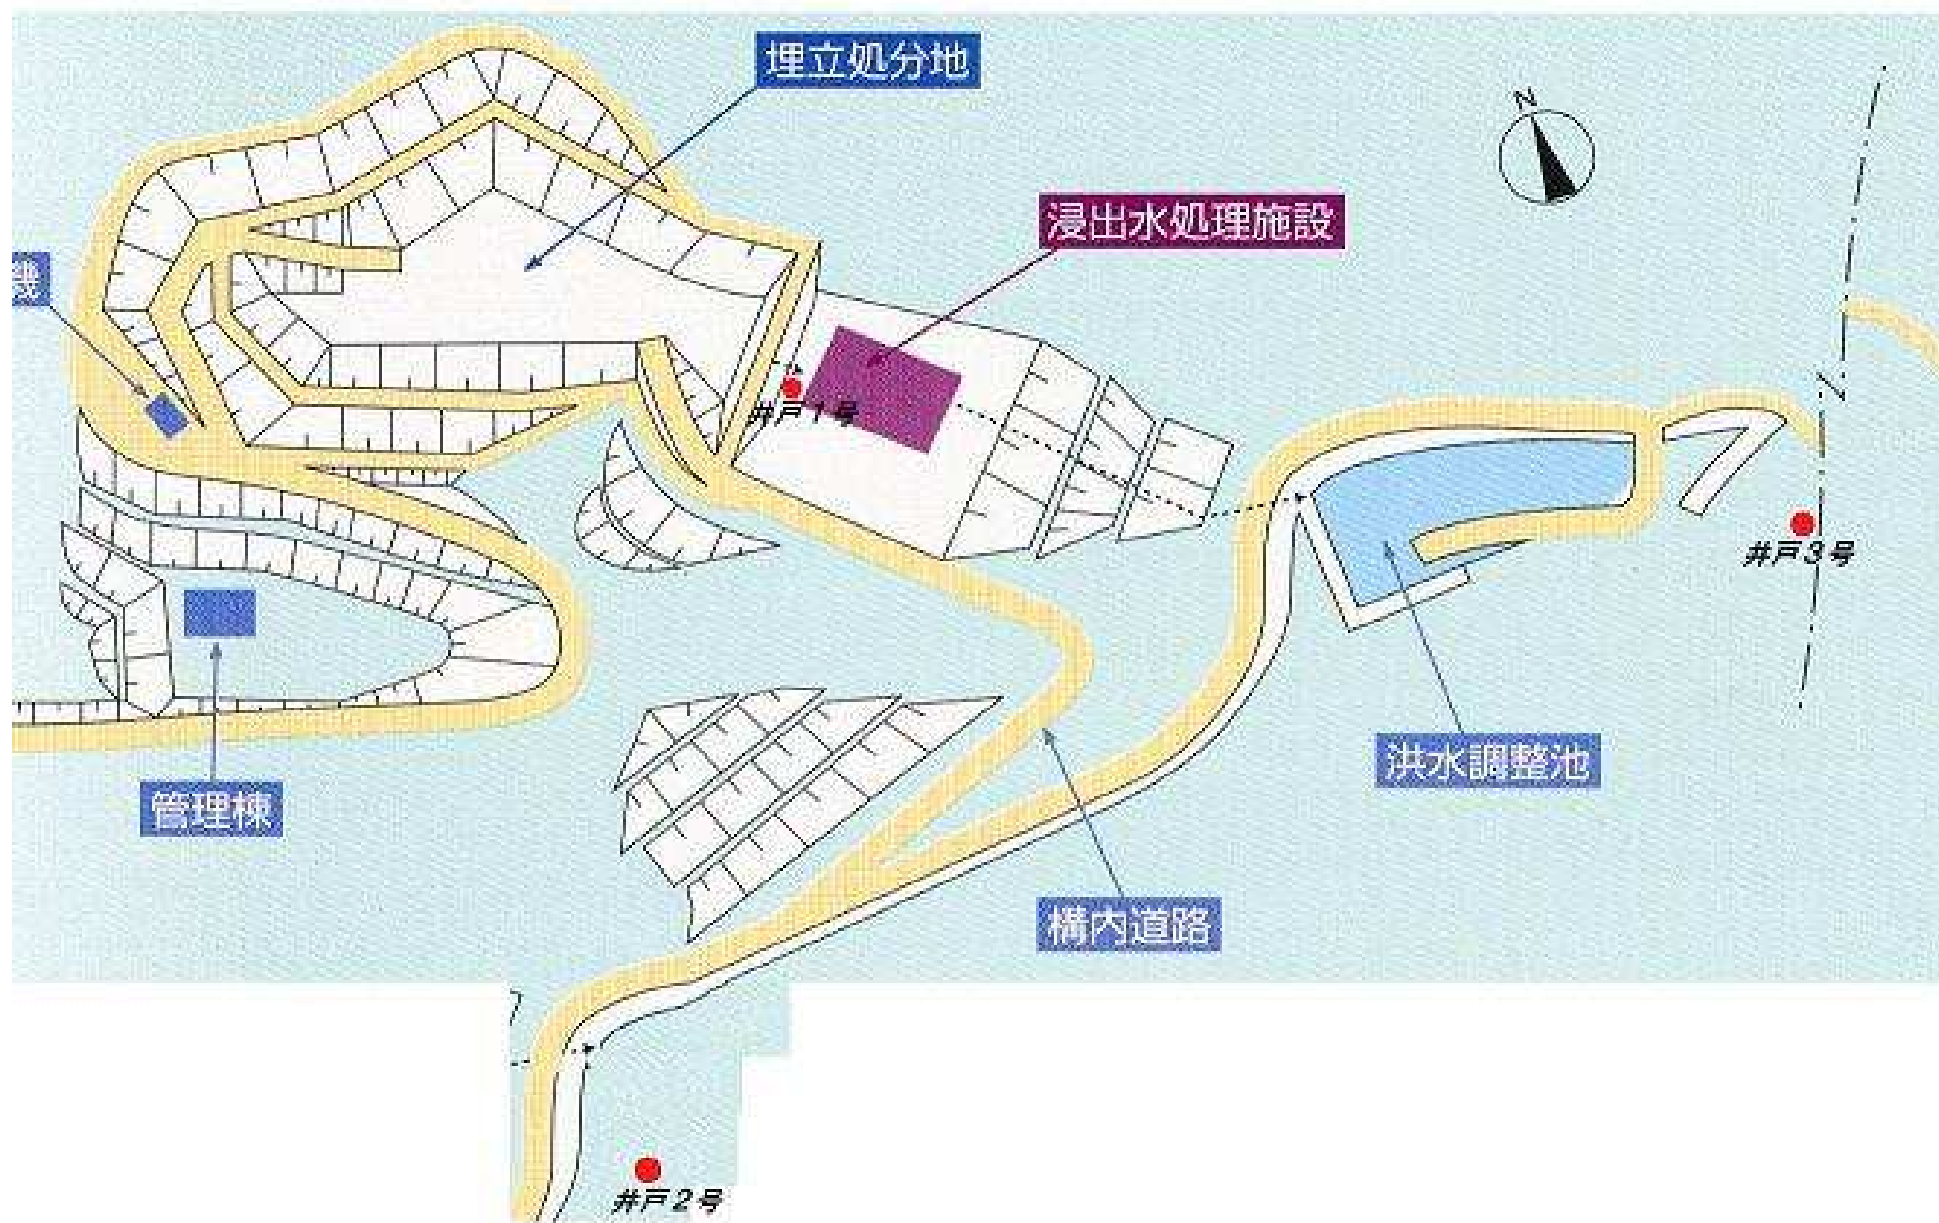 埋立処分地
N
浸出水処理施設
機
井戸1号
井戸3号
洪水調整池
管理棟
構内道路
井戸2号